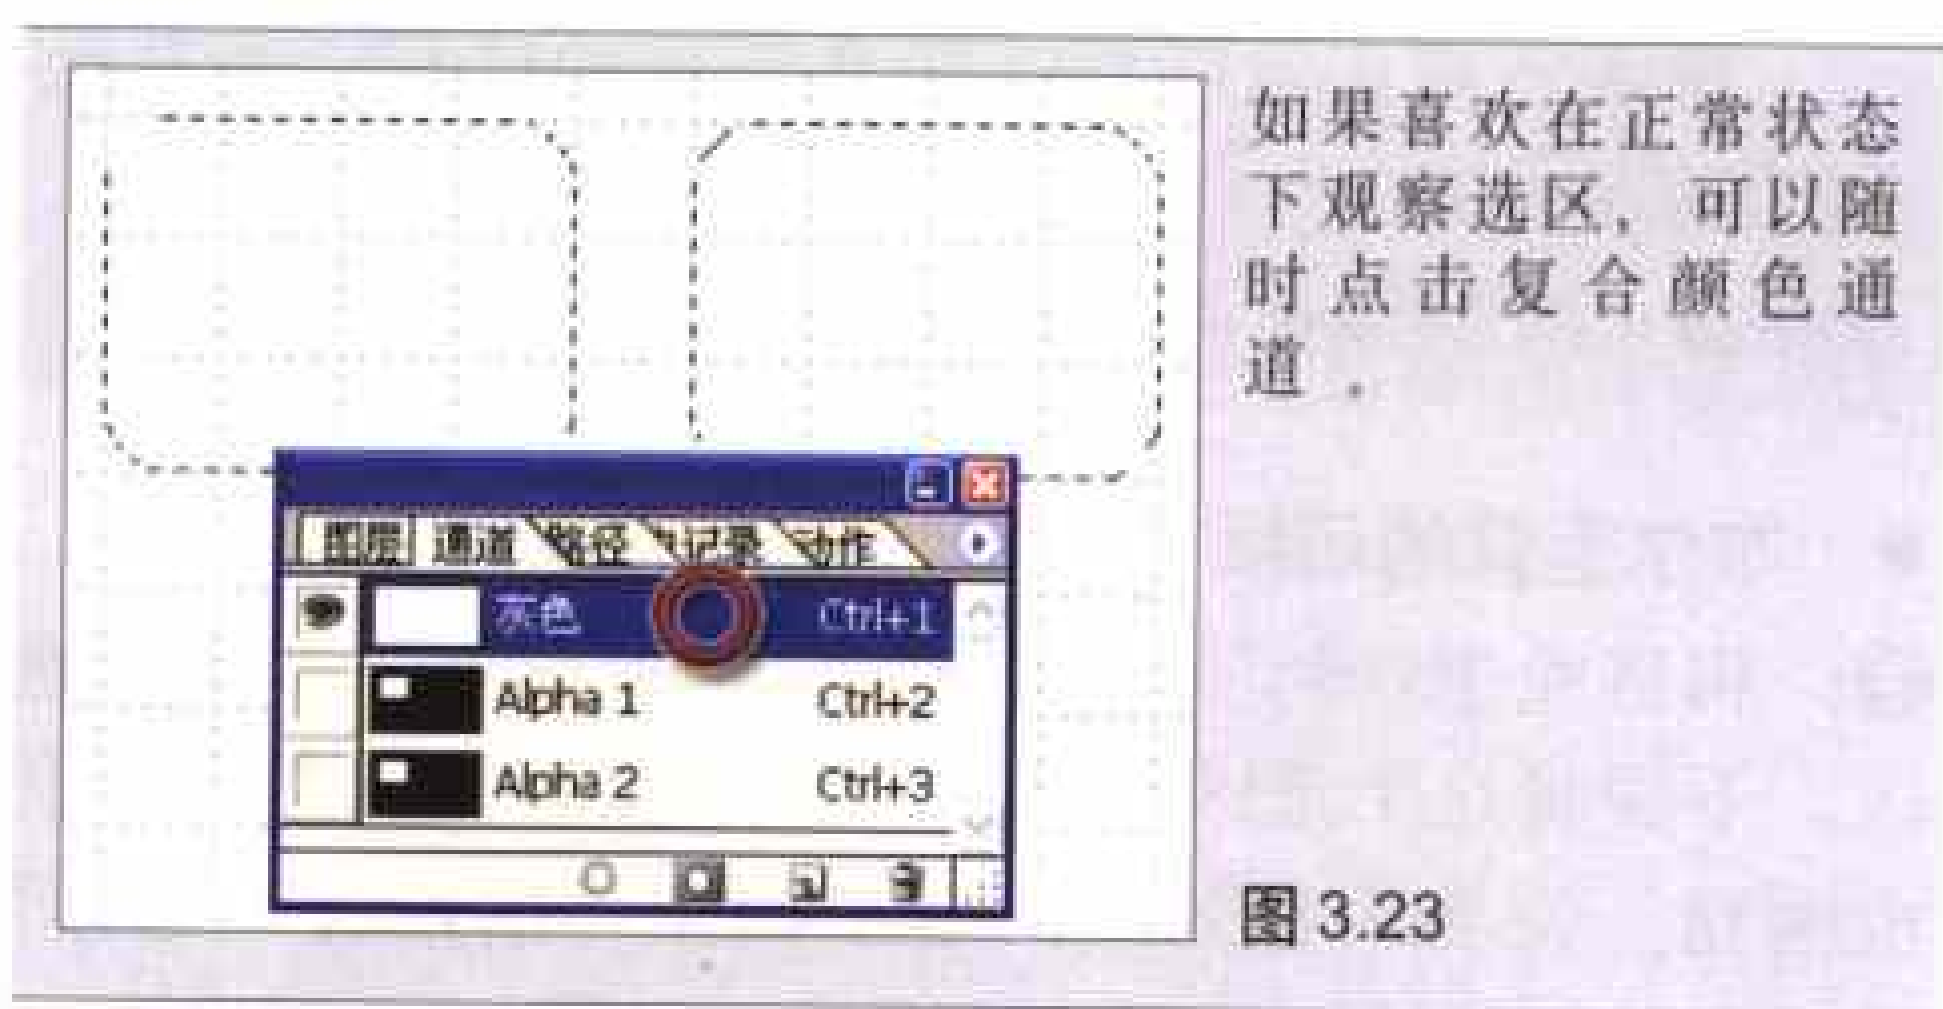 如果喜欢在正常状态
下观察选区，可以随
时点击复合颜色通
道。
图层 通道 路径 记录 动作
灰色 Ctrl+1
Alpha 1 Ctrl+2
Alpha 2 Ctrl+3
图 3.23